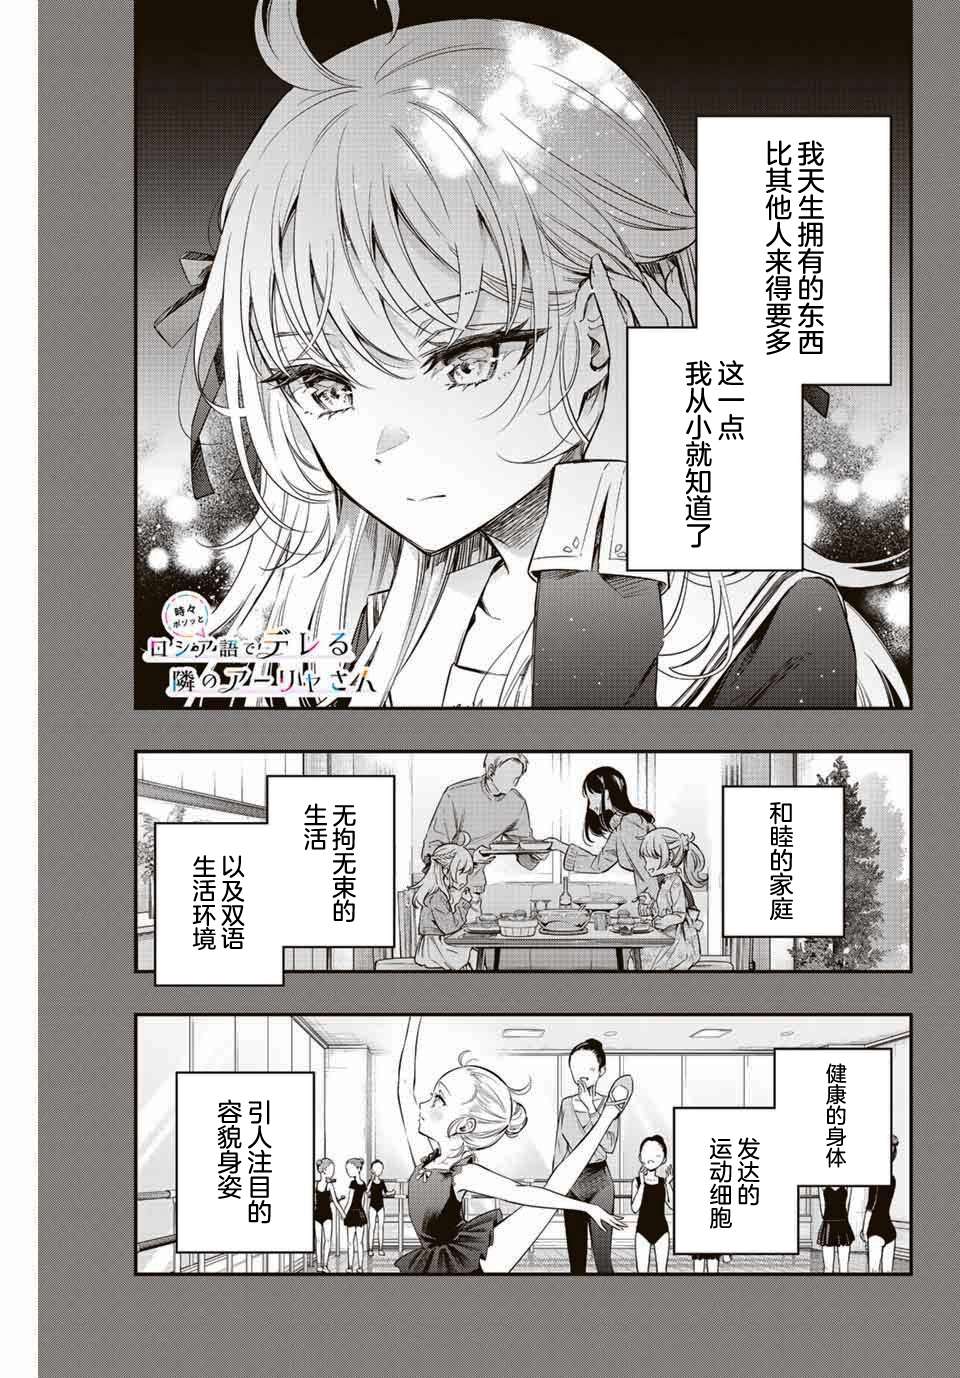 我天生拥有的东西
比其他人来得要多
这一点
我从小就知道了
時々
ボソッと
ロシア語でデレる
隣のアーリャさん
和睦的家庭
无拘无束的
生活
以及双语
生活环境
健康的身体
发达的
运动细胞
引人注目的
容貌身姿